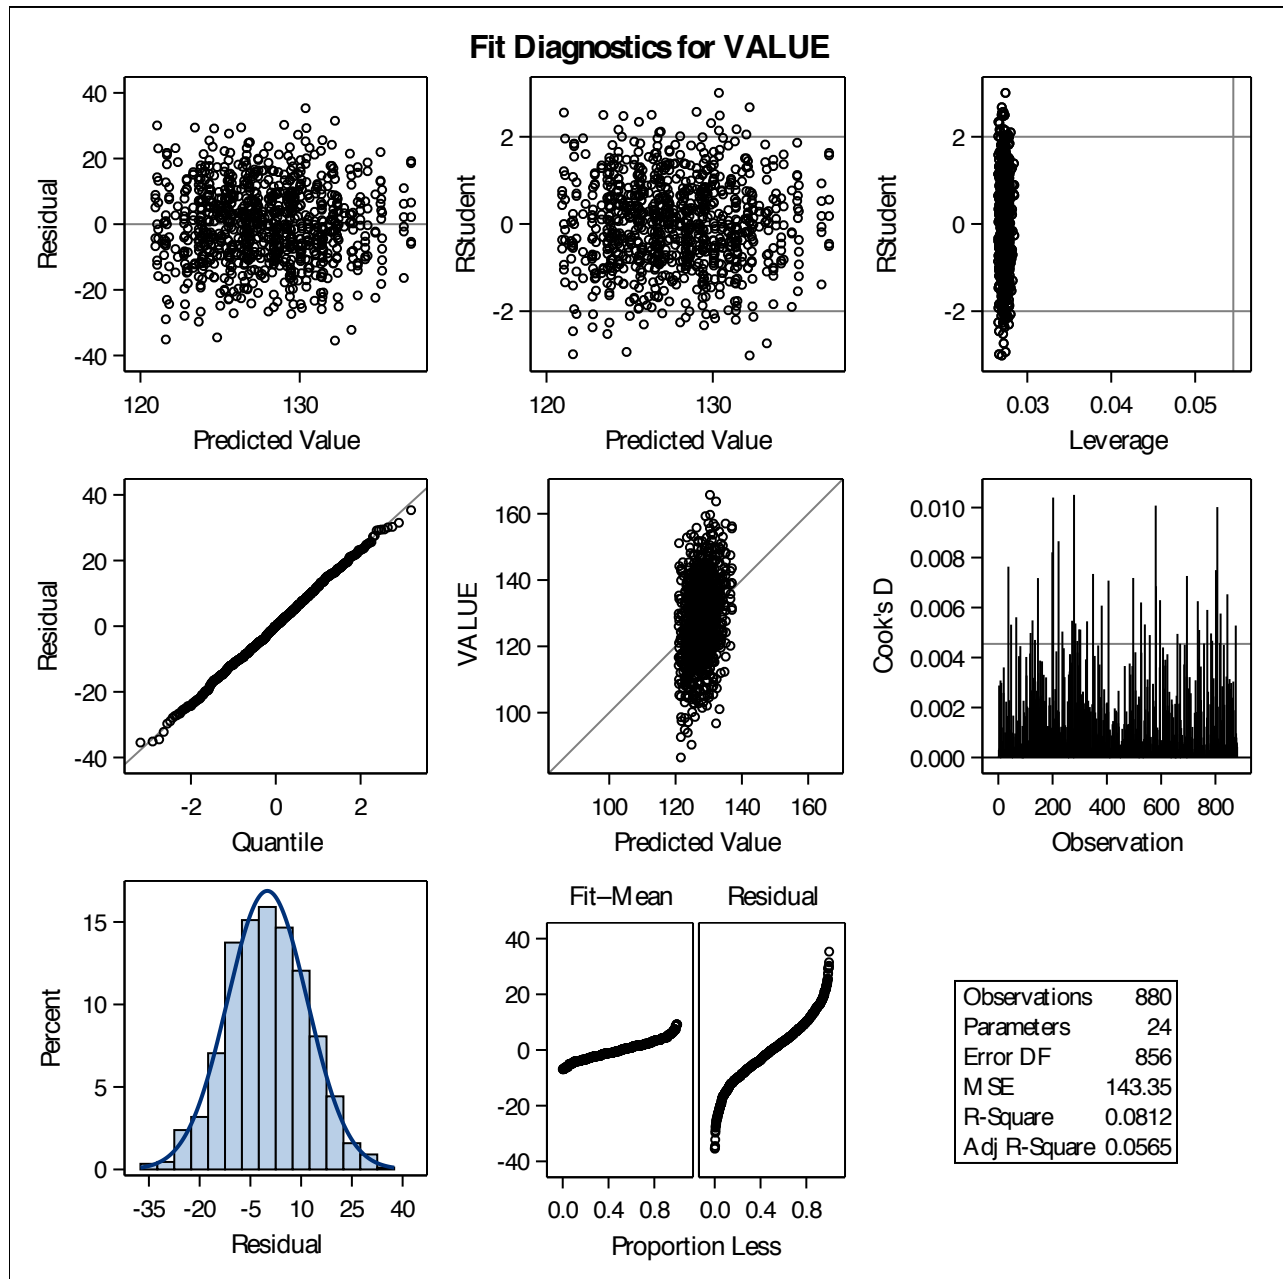 Fit Diagnostics for VALUE
40
20
0
-20
-40
Residual
120 130
Predicted Value
2
0
-2
RStudent
120 130
Predicted Value
2
0
-2
RStudent
0.03 0.04 0.05
Leverage
40
20
0
-20
-40
Residual
-2 0 2
Quantile
160
140
120
100
VALUE
100 120 140 160
Predicted Value
0.010
0.008
0.006
0.004
0.002
0.000
Cook's D
0 200 400 600 800
Observation
15
10
5
0
Percent
-35 -20 -5 10 25 40
Residual
Fit–Mean Residual
40
20
0
-20
-40
0.0 0.4 0.8 0.0 0.4 0.8
Proportion Less
Observations 880
Parameters 24
Error DF 856
MSE 143.35
R-Square 0.0812
Adj R-Square 0.0565